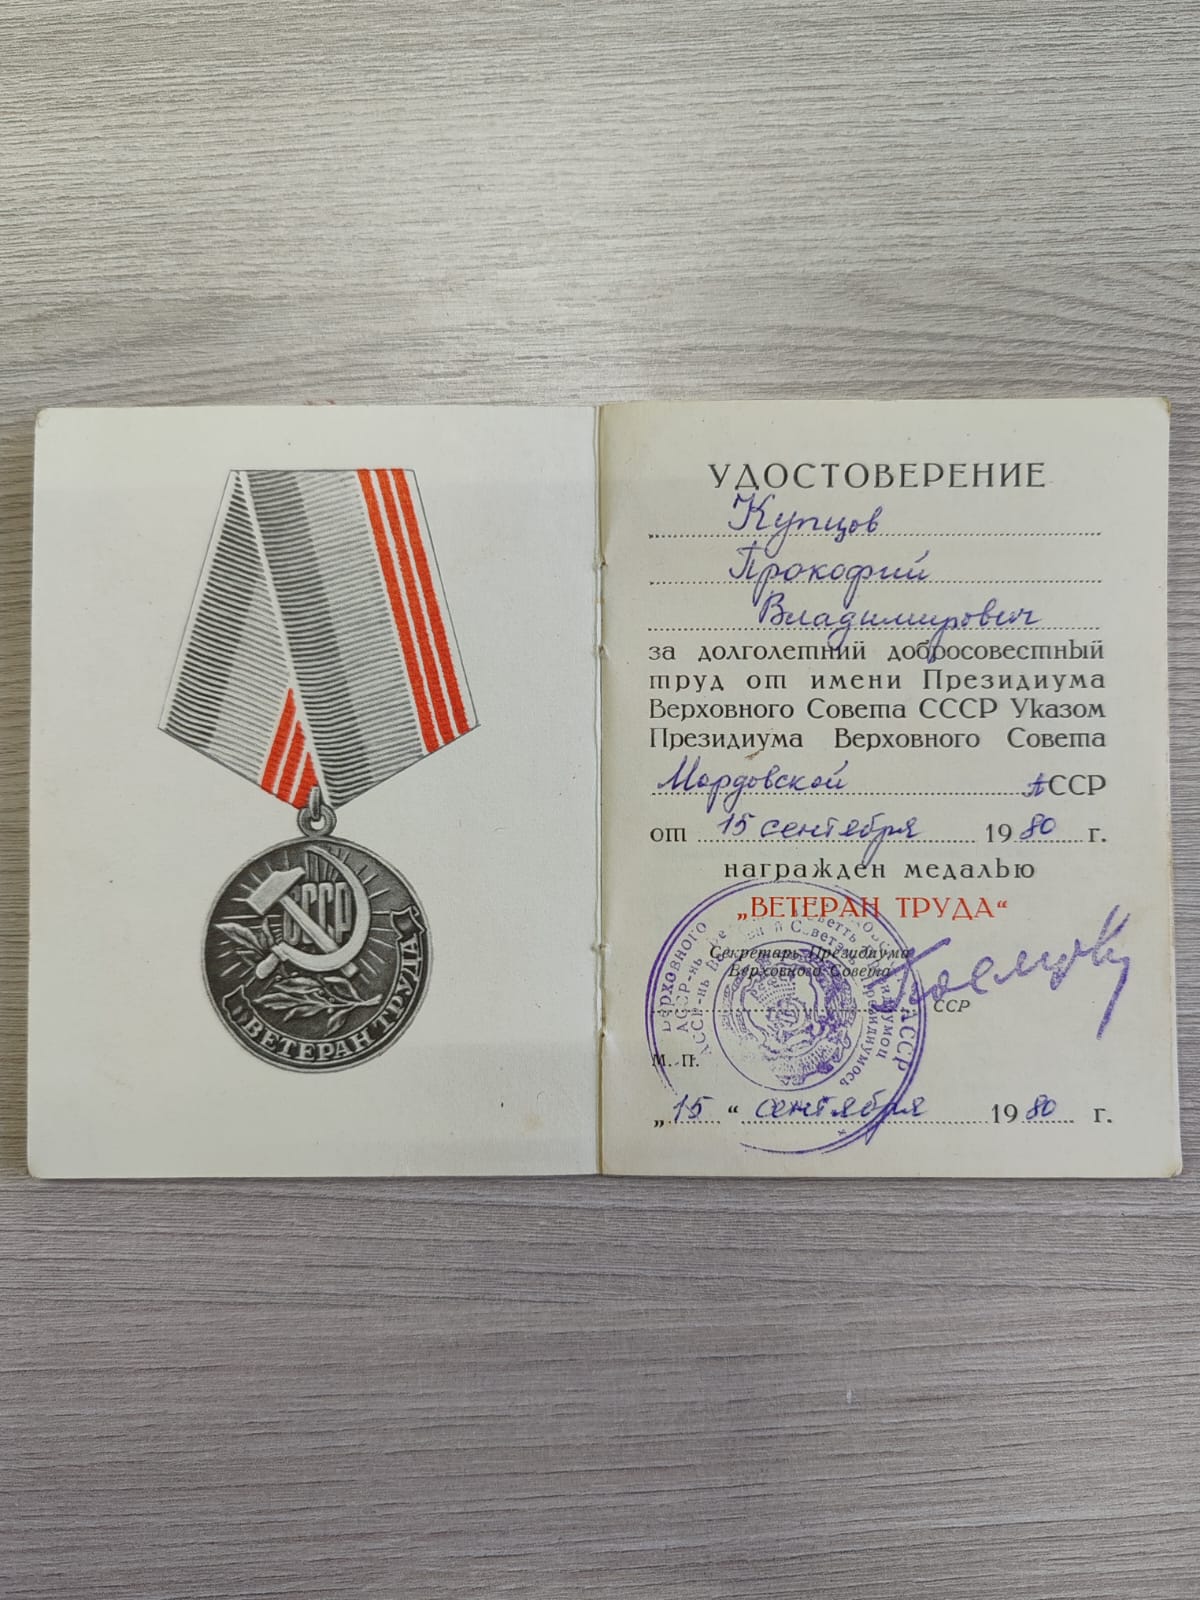 СССР
ВЕТЕРАН ТРУДА
УДОСТОВЕРЕНИЕ
Купцов
Прокофий
Владимирович
за долголетний добросовестный
труд от имени Президиума
Верховного Совета СССР Указом
Президиума Верховного Совета
Мордовской АССР
от 15 сентября 1980 г.
награжден медалью
„ВЕТЕРАН ТРУДА“
Секретарь Президиума
Верховного Совета
ССР
М. П.
„15“ сентября 1980 г.